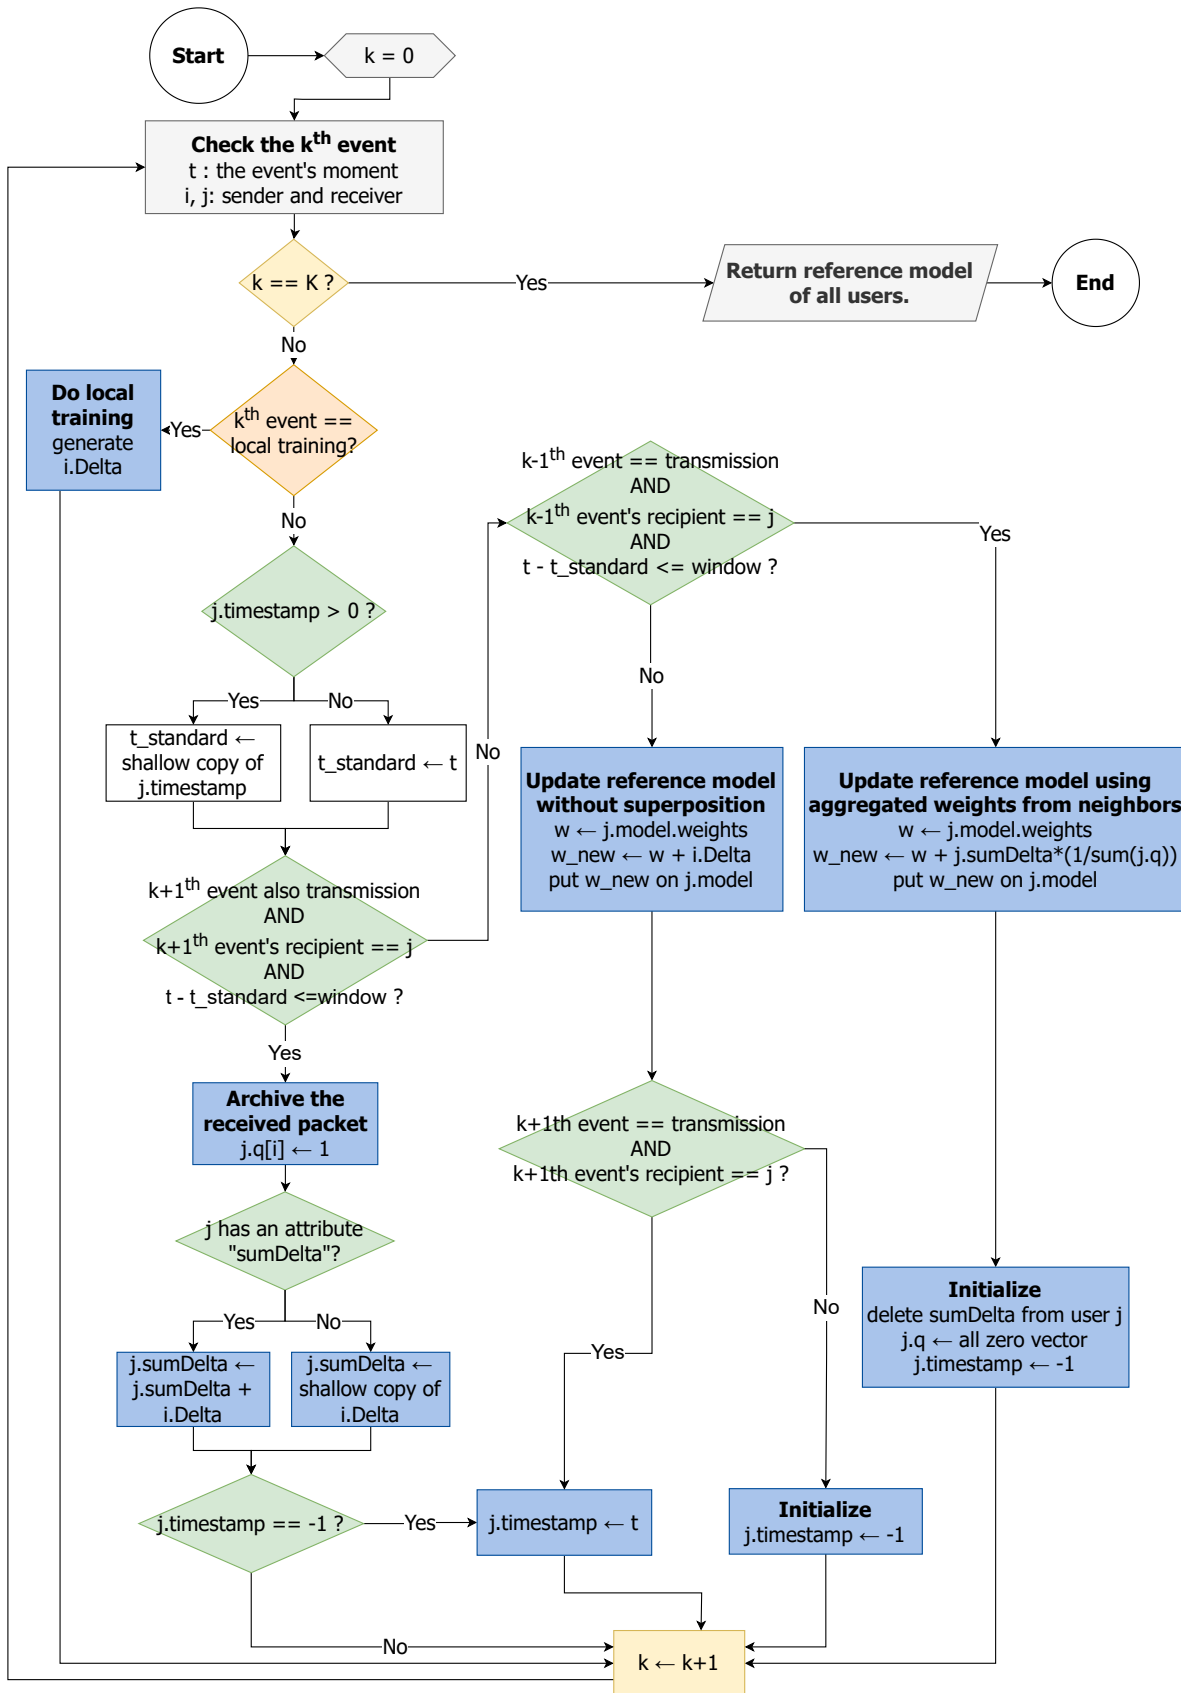 Start
k = 0
Check the kth event
t : the event's moment
i, j: sender and receiver
k == K ?
Yes
Return reference model
of all users.
End
No
Do local
training
generate
i.Delta
Yes
kth event ==
local training?
No
j.timestamp > 0 ?
Yes
No
t_standard ←
shallow copy of
j.timestamp
t_standard ← t
k+1th event also transmission
AND
k+1th event's recipient == j
AND
t - t_standard <=window ?
No
k-1th event == transmission
AND
k-1th event's recipient == j
AND
t - t_standard <= window ?
Yes
No
Update reference model
without superposition
w ← j.model.weights
w_new ← w + i.Delta
put w_new on j.model
Update reference model using
aggregated weights from neighbors
w ← j.model.weights
w_new ← w + j.sumDelta*(1/sum(j.q))
put w_new on j.model
Yes
Archive the
received packet
j.q[i] ← 1
j has an attribute
"sumDelta"?
Yes
No
j.sumDelta ←
j.sumDelta +
i.Delta
j.sumDelta ←
shallow copy of
i.Delta
j.timestamp == -1 ?
Yes
No
k+1th event == transmission
AND
k+1th event's recipient == j ?
Yes
No
j.timestamp ← t
Initialize
j.timestamp ← -1
Initialize
delete sumDelta from user j
j.q ← all zero vector
j.timestamp ← -1
k ← k+1